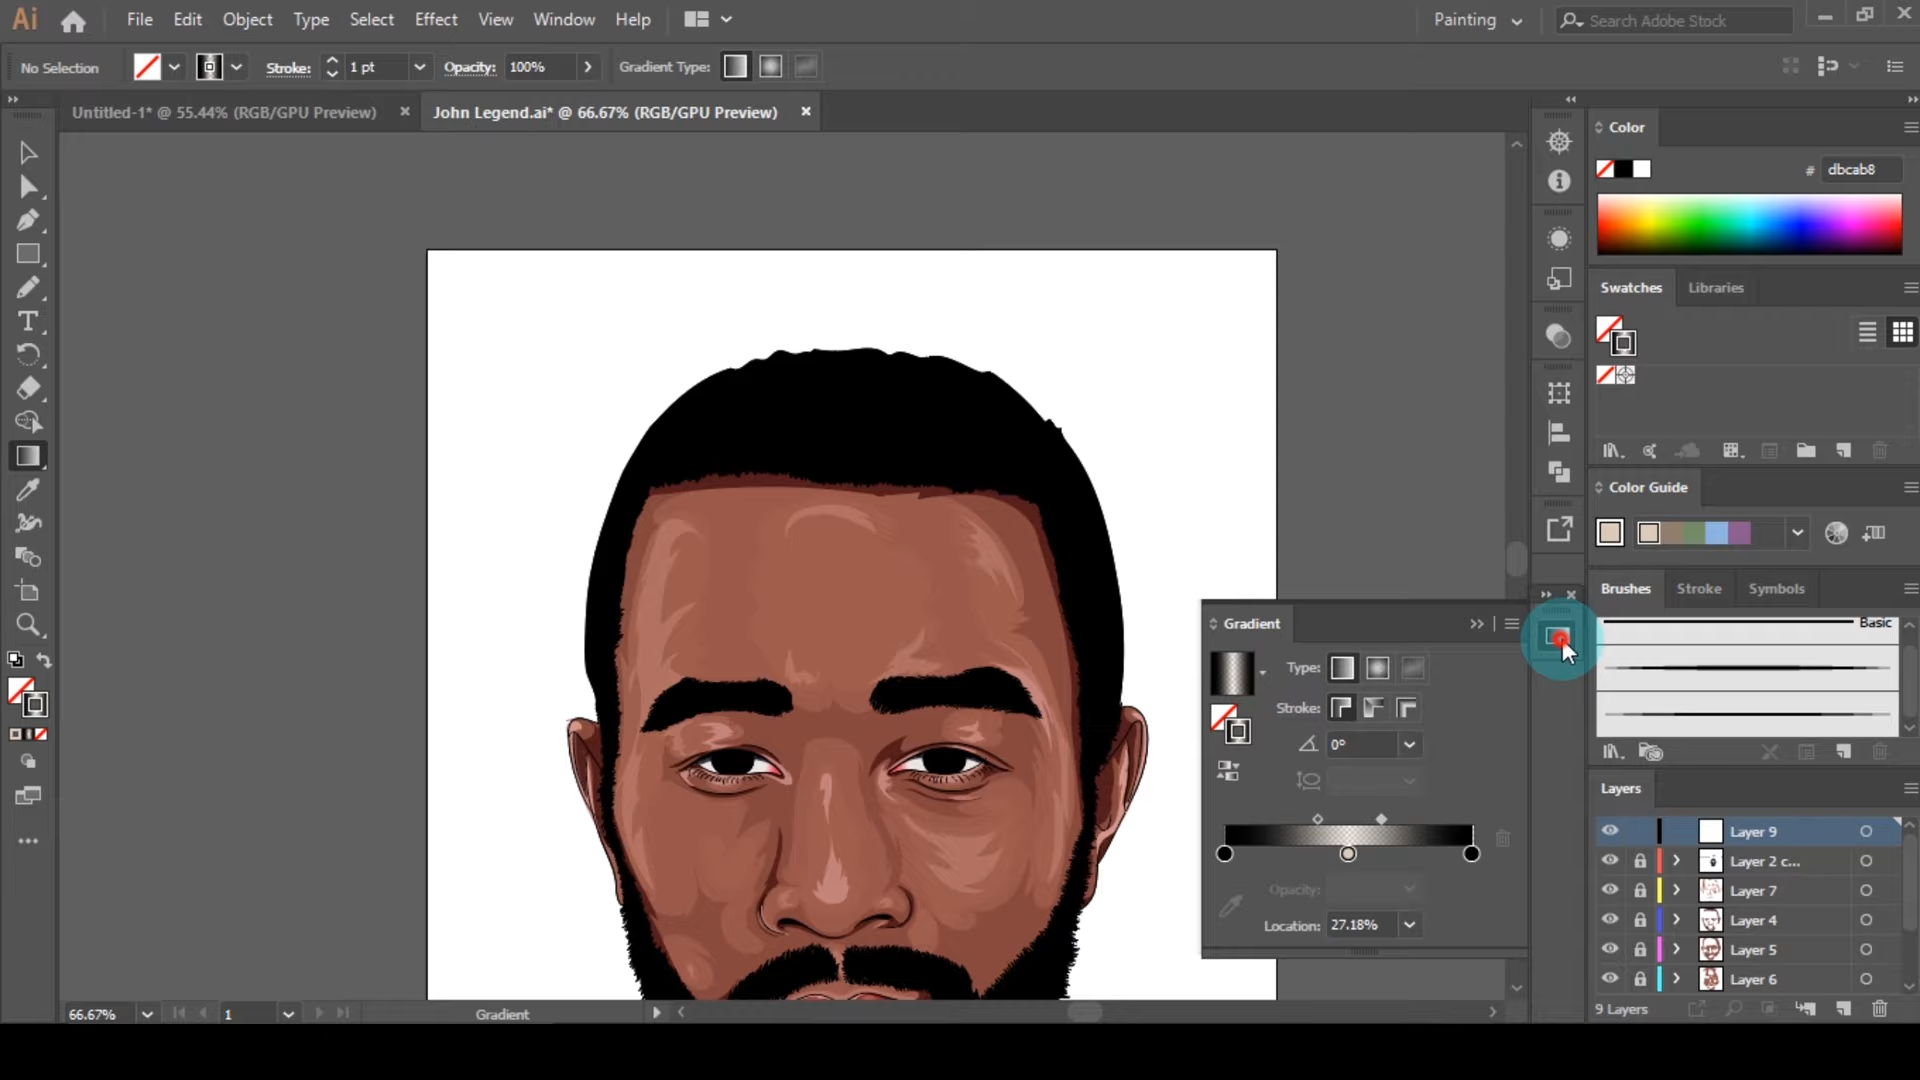 Ai File Edit Object Type Select Effect View Window Help Painting Search Adobe Stock
No Selection Stroke: 1 pt Opacity: 100% Gradient Type:
Untitled-1* @ 55.44% (RGB/GPU Preview) × John Legend.ai* @ 66.67% (RGB/GPU Preview) ×
Color
# dbcab8
Swatches Libraries
Color Guide
Brushes Stroke Symbols
Basic
Gradient
Type:
Stroke:
0°
Opacity:
Location: 27.18%
Layers
Layer 9
Layer 2 c...
Layer 7
Layer 4
Layer 5
Layer 6
9 Layers
66.67% 1 Gradient